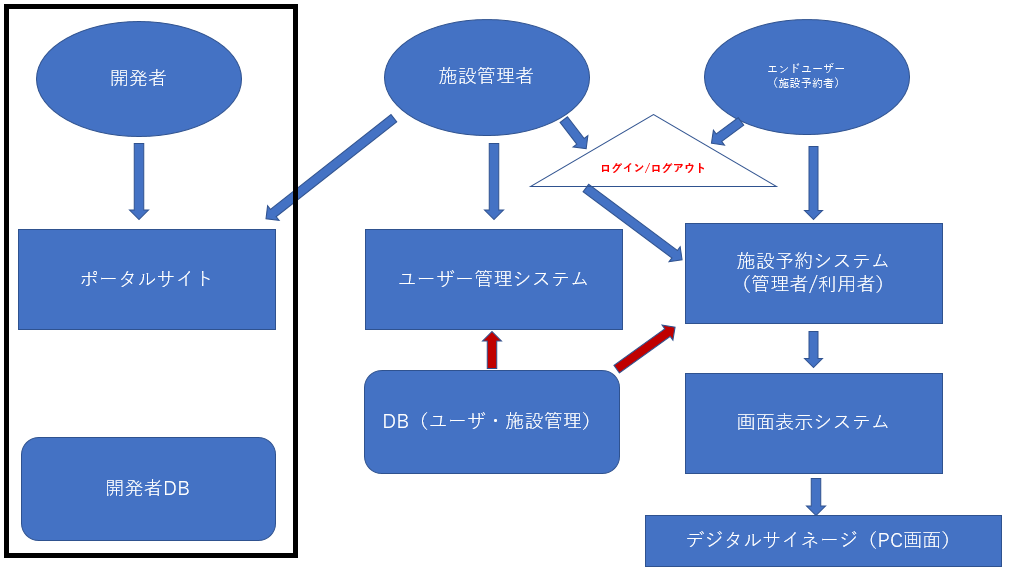 開発者
施設管理者
エンドユーザー
（施設予約者）
ログイン/ログアウト
ポータルサイト
ユーザー管理システム
施設予約システム
（管理者/利用者）
DB（ユーザ・施設管理）
画面表示システム
開発者DB
デジタルサイネージ（PC画面）